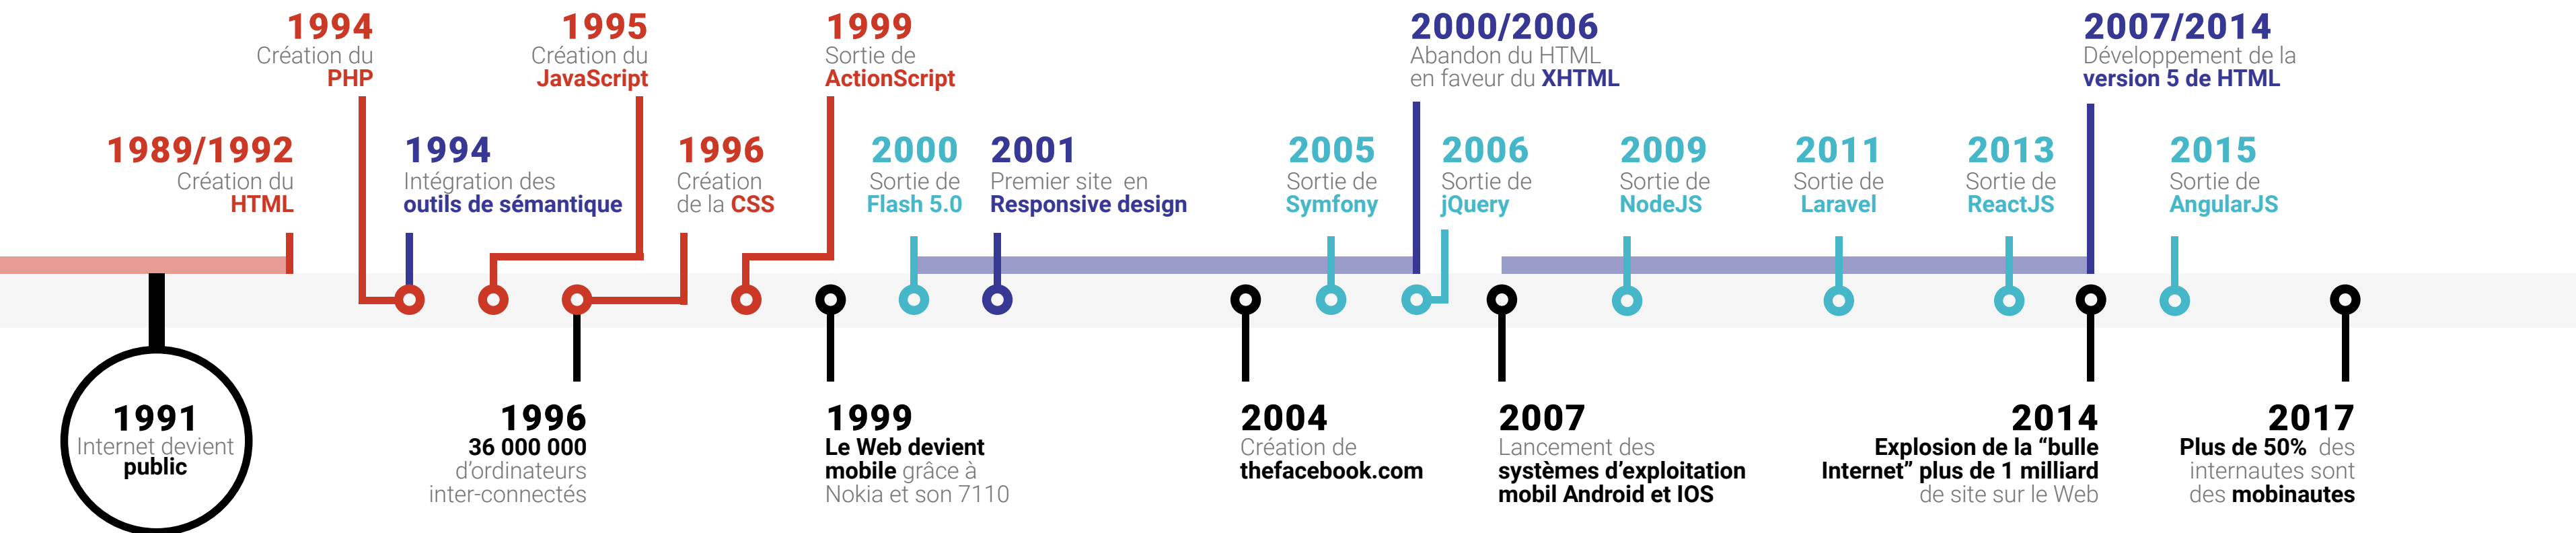 1994
Création du
PHP
1995
Création du
JavaScript
1999
Sortie de
ActionScript
2000/2006
Abandon du HTML
en faveur du XHTML
2007/2014
Développement de la
version 5 de HTML
1989/1992
Création du
HTML
1994
Intégration des
outils de sémantique
1996
Création
de la CSS
2000
Sortie de
Flash 5.0
2001
Premier site en
Responsive design
2005
Sortie de
Symfony
2006
Sortie de
jQuery
2009
Sortie de
NodeJS
2011
Sortie de
Laravel
2013
Sortie de
ReactJS
2015
Sortie de
AngularJS
1991
Internet devient
public
1996
36 000 000
d’ordinateurs
inter-connectés
1999
Le Web devient
mobile grâce à
Nokia et son 7110
2004
Création de
thefacebook.com
2007
Lancement des
systèmes d’exploitation
mobil Android et IOS
2014
Explosion de la “bulle
Internet” plus de 1 milliard
de site sur le Web
2017
Plus de 50% des
internautes sont
des mobinautes